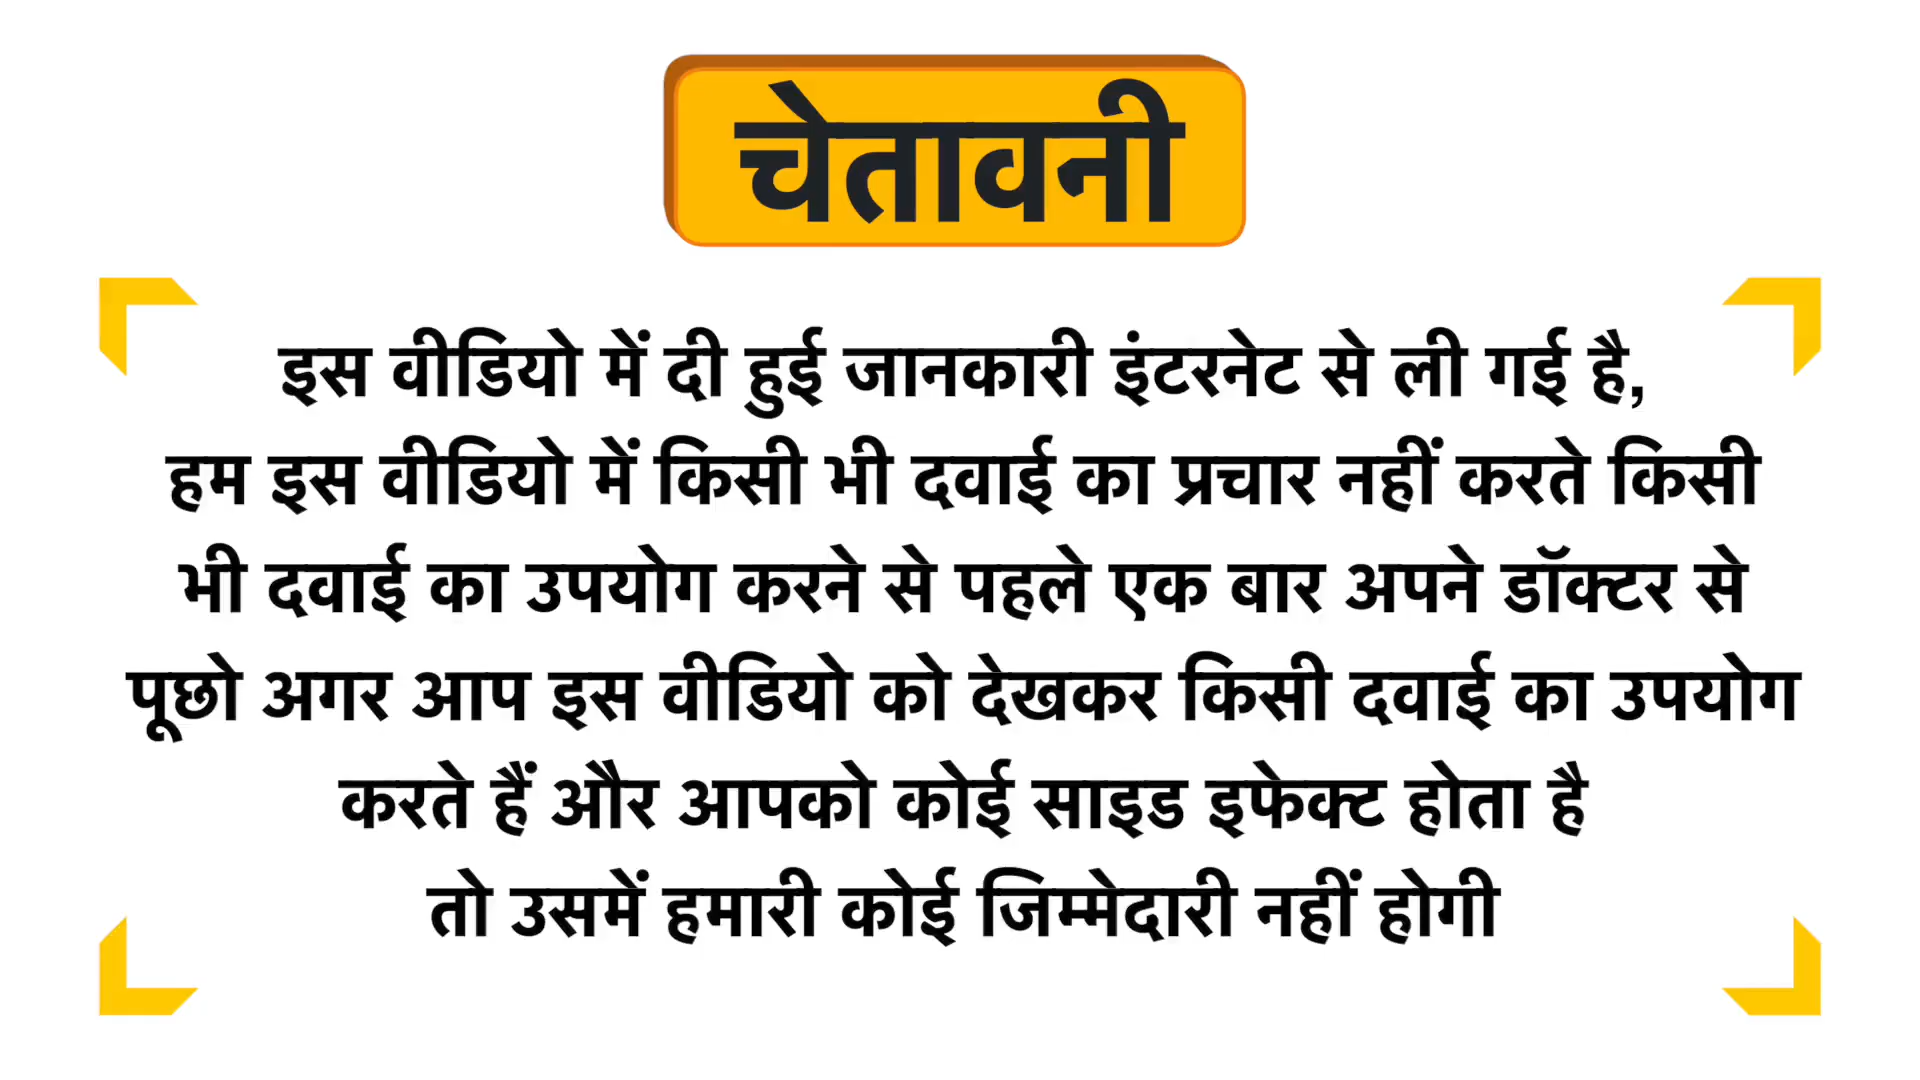 चेतावनी
इस वीडियो में दी हुई जानकारी इंटरनेट से ली गई है,
हम इस वीडियो में किसी भी दवाई का प्रचार नहीं करते किसी
भी दवाई का उपयोग करने से पहले एक बार अपने डॉक्टर से
पूछो अगर आप इस वीडियो को देखकर किसी दवाई का उपयोग
करते हैं और आपको कोई साइड इफेक्ट होता है
तो उसमें हमारी कोई जिम्मेदारी नहीं होगी